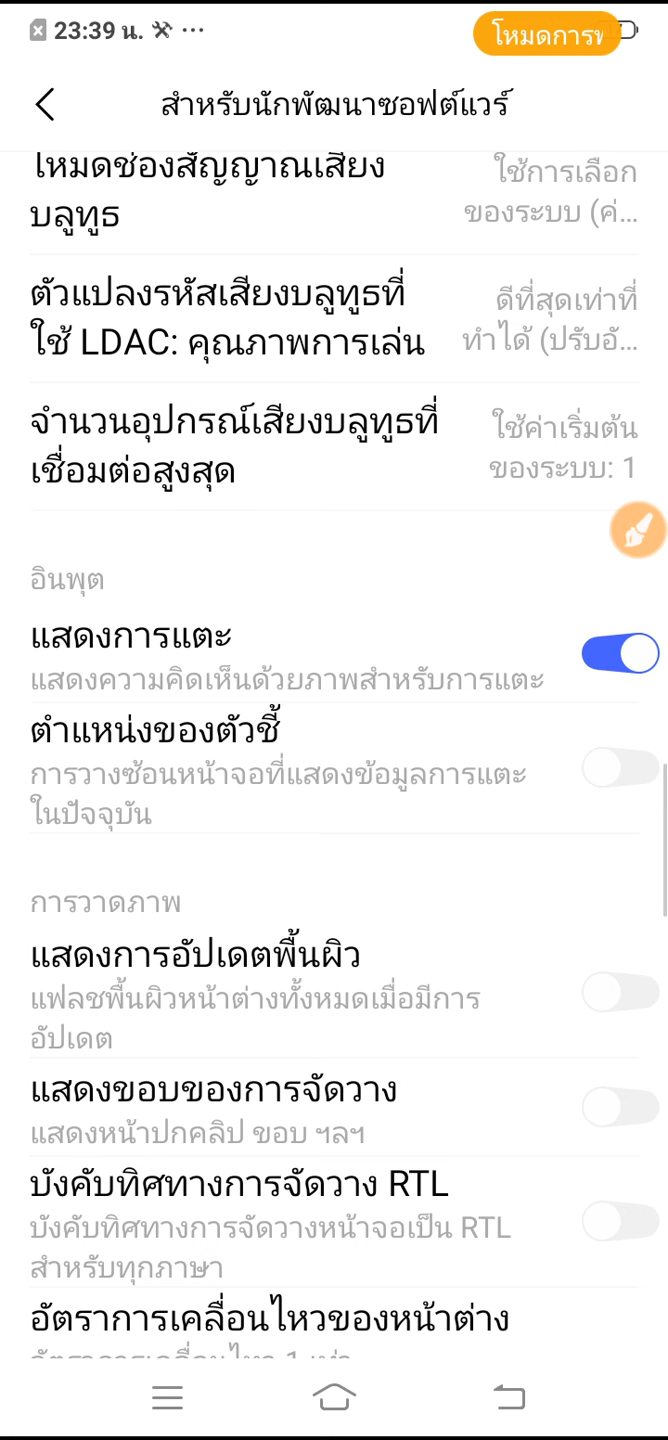 23:39 น.
โหมดการ
สำหรับนักพัฒนาซอฟต์แวร์
โหมดช่องสัญญาณเสียง
บลูทูธ
ใช้การเลือก
ของระบบ (ค่...
ตัวแปลงรหัสเสียงบลูทูธที่
ใช้ LDAC: คุณภาพการเล่น
ดีที่สุดเท่าที่
ทำได้ (ปรับอั...
จำนวนอุปกรณ์เสียงบลูทูธที่
เชื่อมต่อสูงสุด
ใช้ค่าเริ่มต้น
ของระบบ: 1
อินพุต
แสดงการแตะ
แสดงความคิดเห็นด้วยภาพสำหรับการแตะ
ตำแหน่งของตัวชี้
การวางซ้อนหน้าจอที่แสดงข้อมูลการแตะ
ในปัจจุบัน
การวาดภาพ
แสดงการอัปเดตพื้นผิว
แฟลชพื้นผิวหน้าต่างทั้งหมดเมื่อมีการ
อัปเดต
แสดงขอบของการจัดวาง
แสดงหน้าปกคลิป ขอบ ฯลฯ
บังคับทิศทางการจัดวาง RTL
บังคับทิศทางการจัดวางหน้าจอเป็น RTL
สำหรับทุกภาษา
อัตราการเคลื่อนไหวของหน้าต่าง